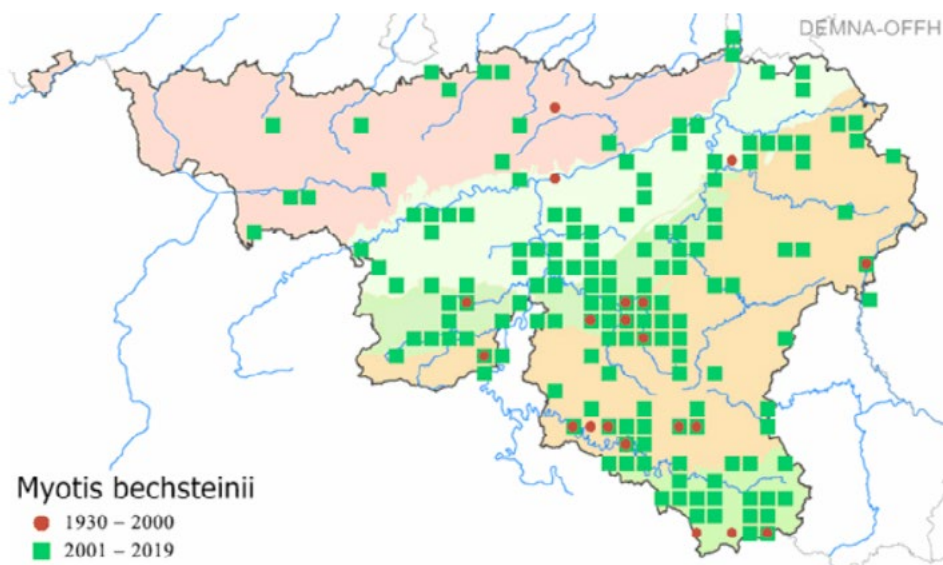 DEMNA-OFFH
Myotis bechsteinii
1930 – 2000
2001 – 2019